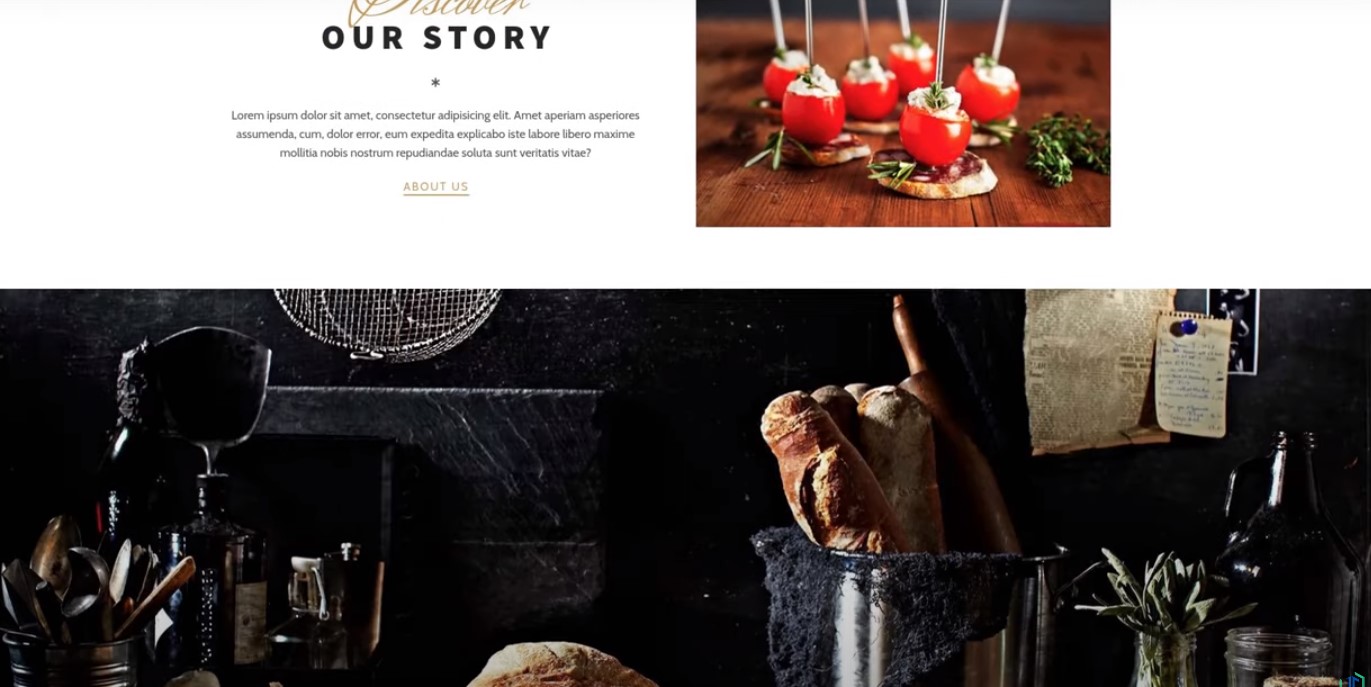 Discover
OUR STORY
*
Lorem ipsum dolor sit amet, consectetur adipisicing elit. Amet aperiam asperiores
assumenda, cum, dolor error, eum expedita explicabo iste labore libero maxime
mollitia nobis nostrum repudiandae soluta sunt veritatis vitae?
ABOUT US